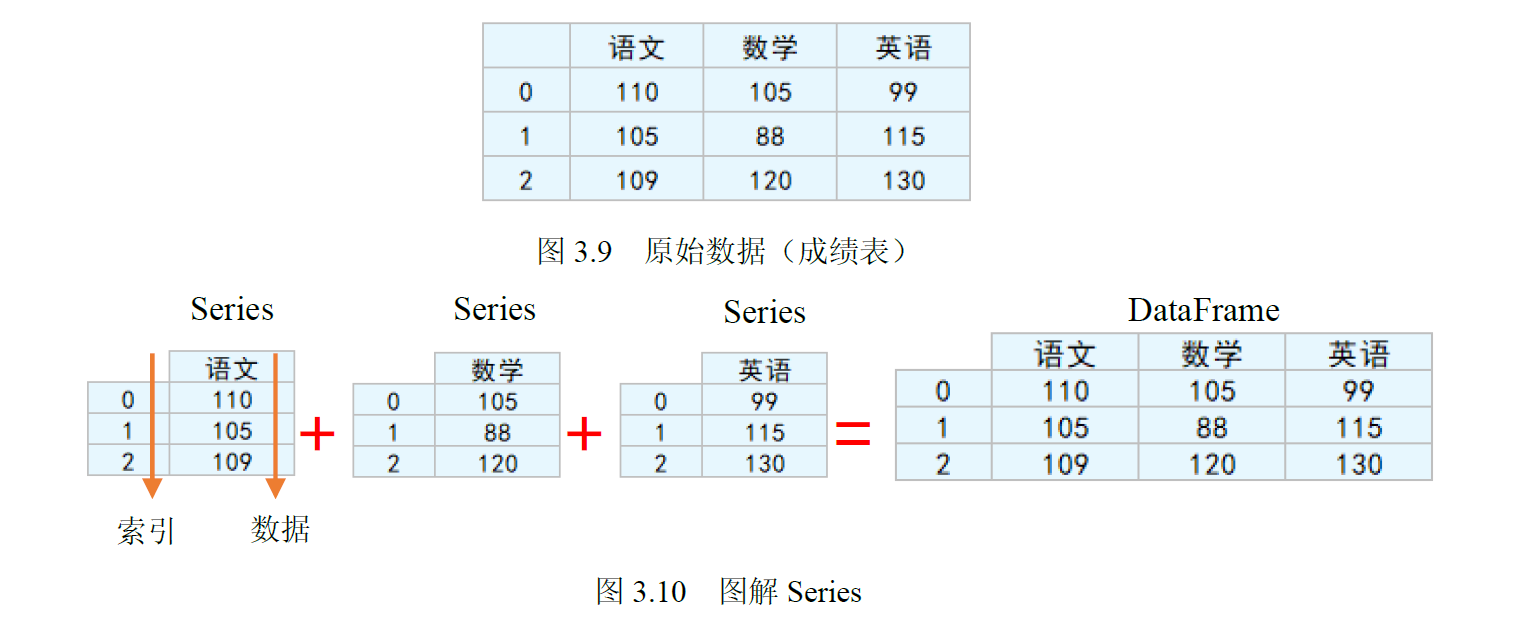 语文 数学 英语
0 110 105 99
1 105 88 115
2 109 120 130
图 3.9 原始数据（成绩表）
Series Series Series DataFrame
语文 数学 英语 语文 数学 英语
0 110 0 105 0 99 0 110 105 99
1 105 + 1 88 + 1 115 = 1 105 88 115
2 109 2 120 2 130 2 109 120 130
索引 数据
图 3.10 图解 Series